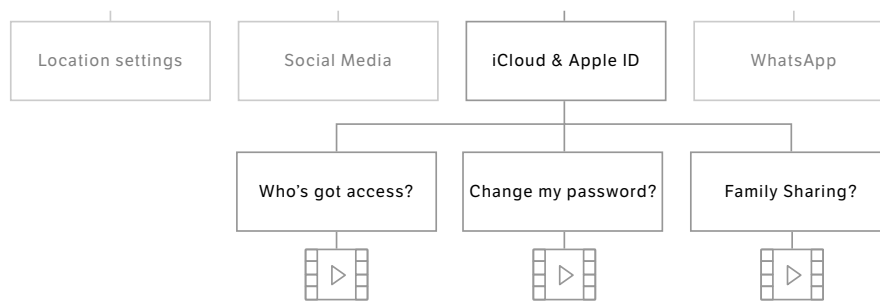 Location settings
Social Media
iCloud & Apple ID
WhatsApp
Who's got access?
Change my password?
Family Sharing?